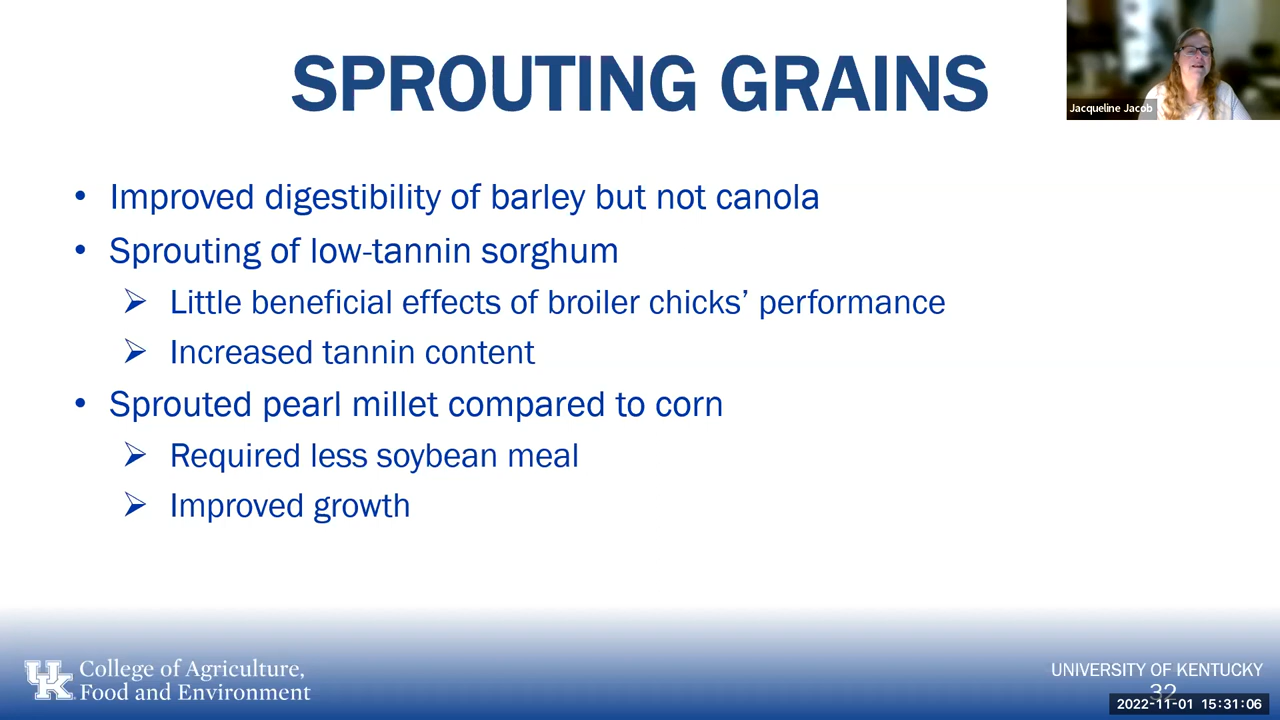 SPROUTING GRAINS
Jacqueline Jacob
• Improved digestibility of barley but not canola
• Sprouting of low-tannin sorghum
➢ Little beneficial effects of broiler chicks’ performance
➢ Increased tannin content
• Sprouted pearl millet compared to corn
➢ Required less soybean meal
➢ Improved growth
UK College of Agriculture,
Food and Environment
UNIVERSITY OF KENTUCKY
32
2022-11-01 15:31:06